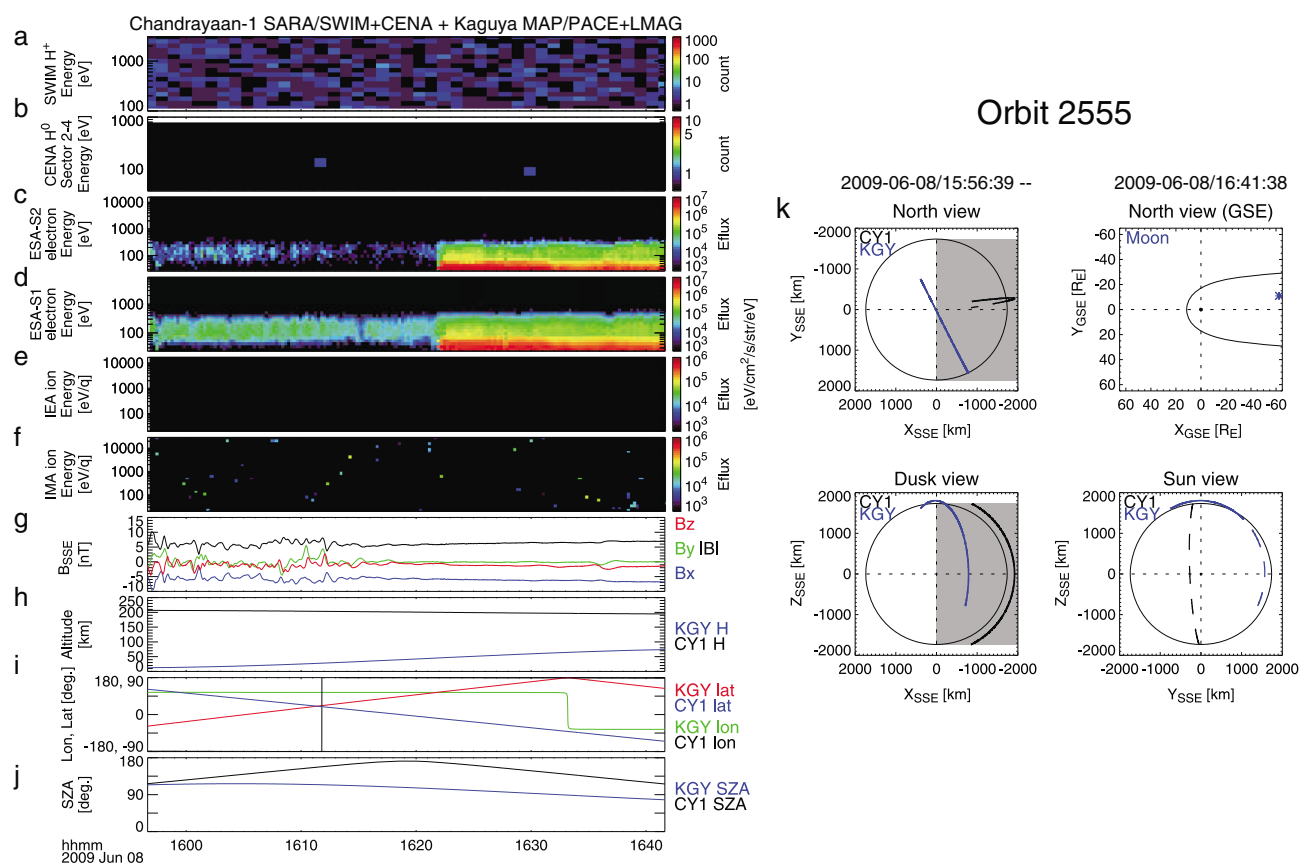 Chandrayaan-1 SARA/SWIM+CENA + Kaguya MAP/PACE+LMAG
a
SWIM H+
Energy
[eV]
1000
100
1000
100
10
1
count
b
CENA H0
Sector 2-4
Energy [eV]
1000
100
10
5
1
count
c
ESA-S2
electron
Energy
[eV]
10000
1000
100
10^7
10^6
10^5
10^4
10^3
Eflux
d
ESA-S1
electron
Energy
[eV]
10000
1000
100
10^7
10^6
10^5
10^4
10^3
Eflux
[eV/cm^2/s/str/eV]
e
IEA ion
Energy
[eV/q]
10000
1000
100
10^6
10^5
10^4
10^3
Eflux
f
IMA ion
Energy
[eV/q]
10000
1000
100
10^6
10^5
10^4
10^3
Eflux
g
BSSE
[nT]
15
10
5
0
-5
-10
Bz
By |B|
Bx
h
Altitude
[km]
250
200
150
100
50
0
KGY H
CY1 H
i
Lon, Lat [deg.]
180, 90
0
-180, -90
KGY lat
CY1 lat
KGY lon
CY1 lon
j
SZA
[deg.]
180
90
0
KGY SZA
CY1 SZA
hhmm
2009 Jun 08
1600 1610 1620 1630 1640
Orbit 2555
2009-06-08/15:56:39 -- 2009-06-08/16:41:38
k
North view
CY1
KGY
-2000
-1000
0
1000
2000
YSSE [km]
2000 1000 0 -1000 -2000
XSSE [km]
North view (GSE)
Moon
-60
-40
-20
0
20
40
60
YGSE [RE]
60 40 20 0 -20 -40 -60
XGSE [RE]
Dusk view
CY1
KGY
2000
1000
0
-1000
-2000
ZSSE [km]
2000 1000 0 -1000 -2000
XSSE [km]
Sun view
CY1
KGY
2000
1000
0
-1000
-2000
ZSSE [km]
-2000 -1000 0 1000 2000
YSSE [km]